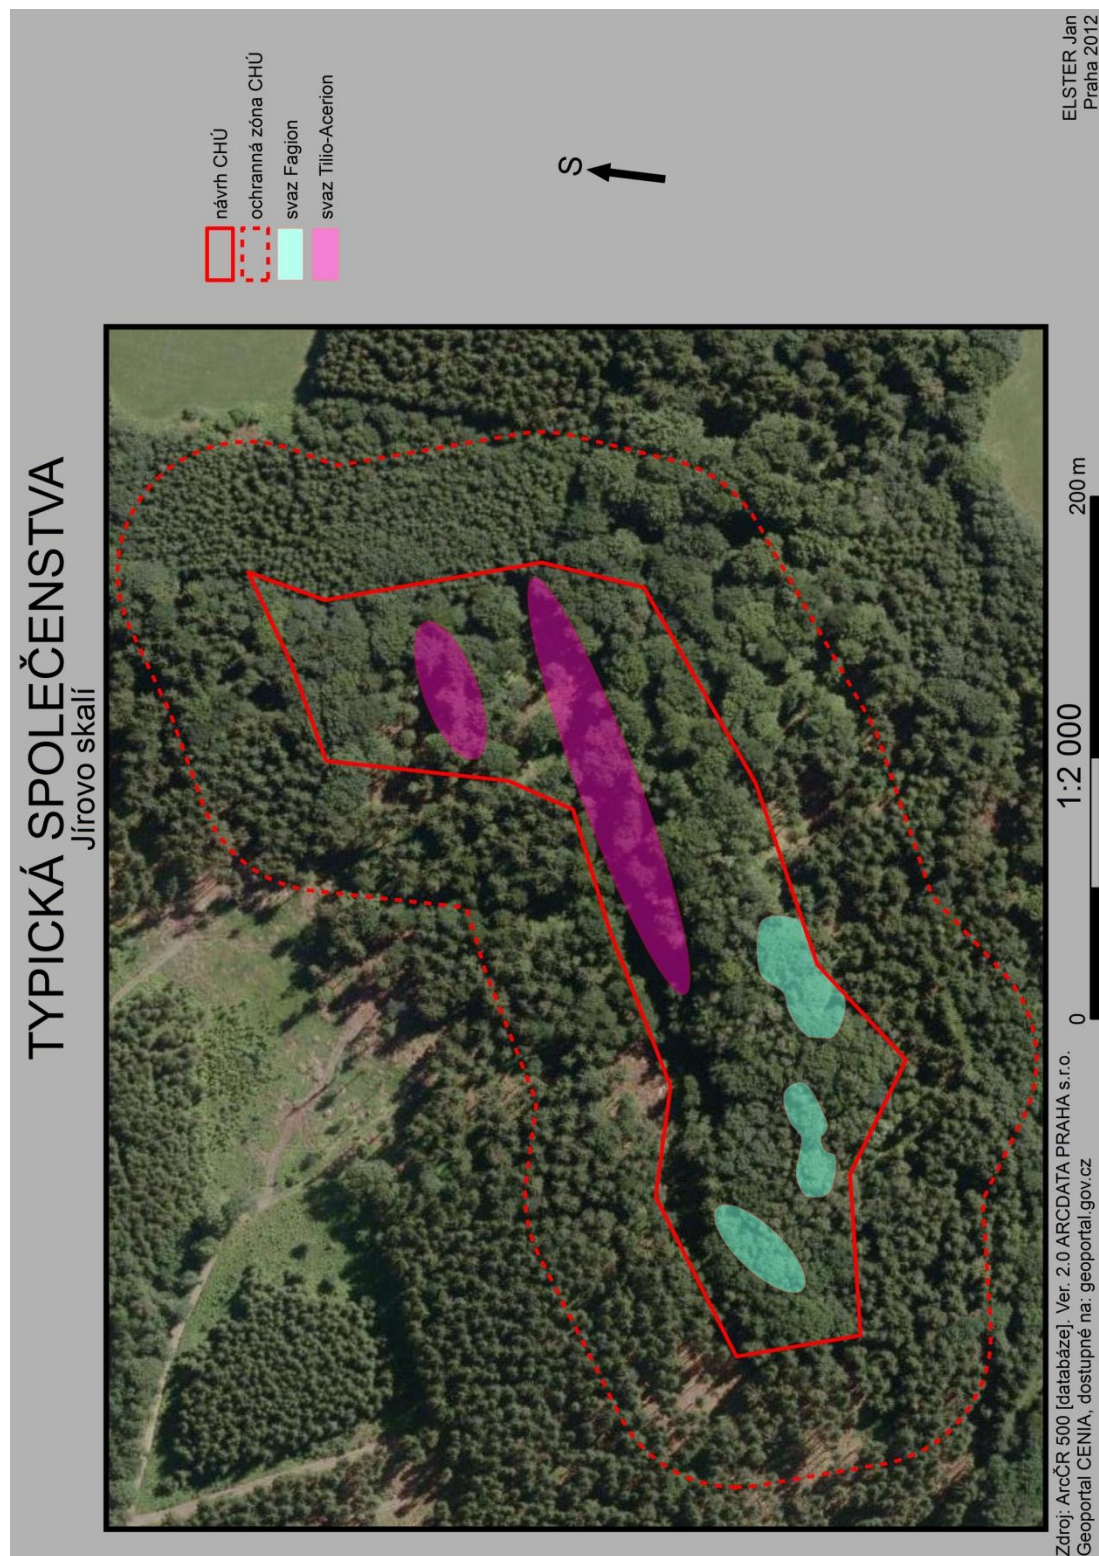 TYPICKÁ SPOLEČENSTVA
Jírovo skalí
návrh CHÚ
ochranná zóna CHÚ
svaz Fagion
svaz Tilio-Acerion
S
Zdroj: ArcČR 500 [databáze]. Ver. 2.0 ARCDATA PRAHA s.r.o.
Geoportal CENIA, dostupné na: geoportal.gov.cz
1:2 000
0 200 m
ELSTER Jan
Praha 2012